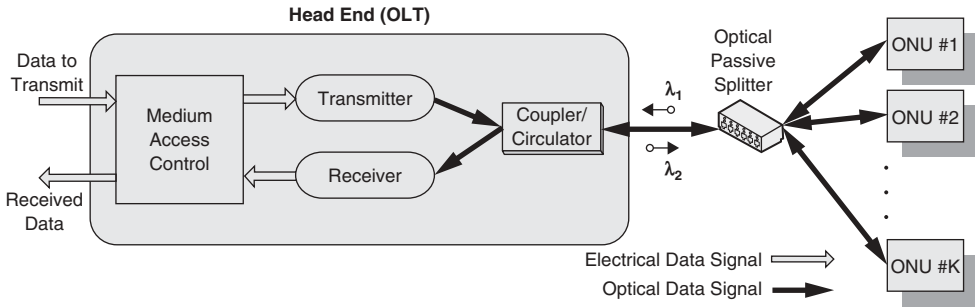 Head End (OLT)
Data to
Transmit
Medium
Access
Control
Received
Data
Transmitter
Receiver
Coupler/
Circulator
λ1
λ2
Optical
Passive
Splitter
ONU #1
ONU #2
ONU #K
Electrical Data Signal
Optical Data Signal